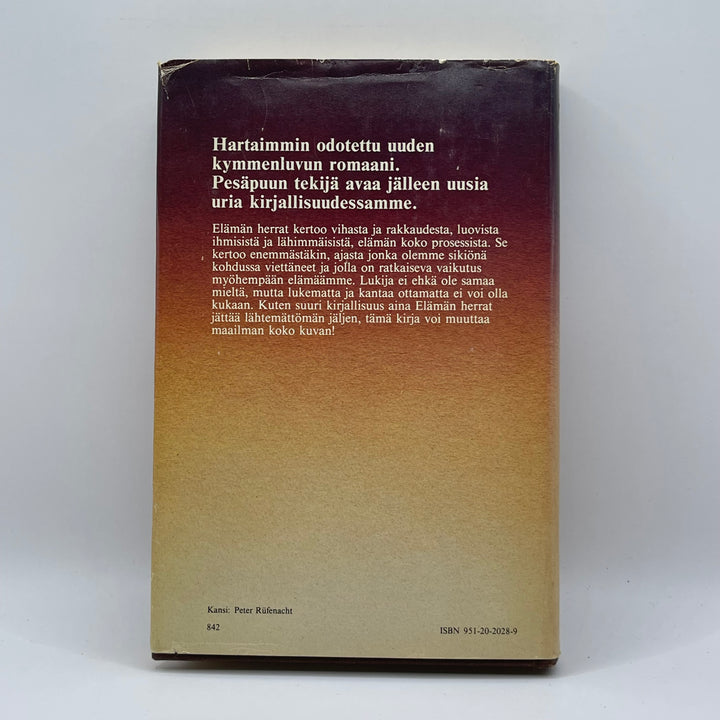 Hartaimmin odotettu uuden
kymmenluvun romaani.
Pesäpuun tekijä avaa jälleen uusia
uria kirjallisuudessamme.
Elämän herrat kertoo vihasta ja rakkaudesta, luovista
ihmisistä ja lähimmäisistä, elämän koko prosessista. Se
kertoo enemmästäkin, ajasta jonka olemme sikiönä
kohdussa viettäneet ja jolla on ratkaiseva vaikutus
myöhempään elämäämme. Lukija ei ehkä ole samaa
mieltä, mutta lukematta ja kantaa ottamatta ei voi olla
kukaan. Kuten suuri kirjallisuus aina Elämän herrat
jättää lähtemättömän jäljen, tämä kirja voi muuttaa
maailman koko kuvan!
Kansi: Peter Rüfenacht
842
ISBN 951-20-2028-9